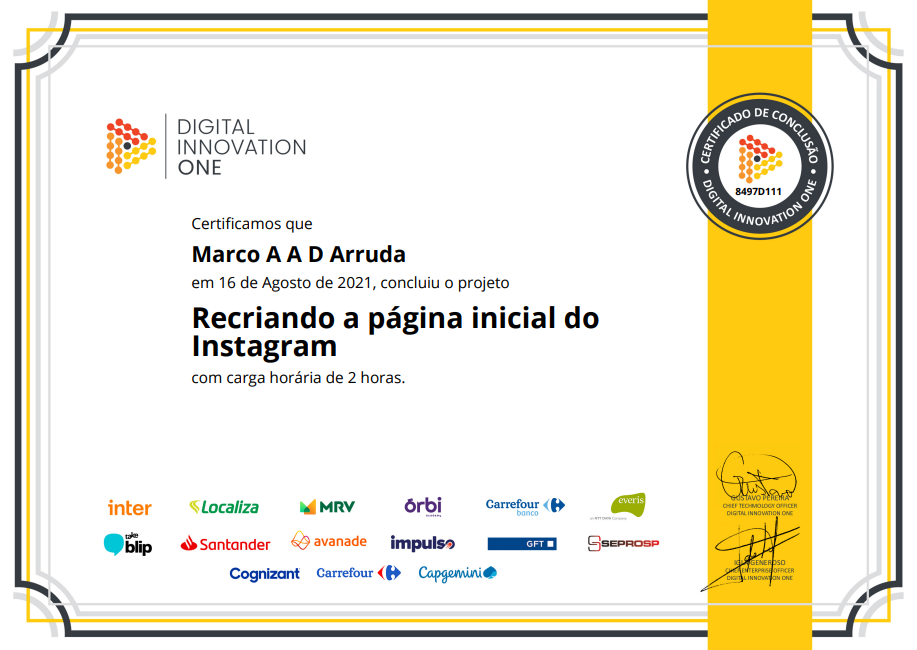 DIGITAL
INNOVATION
ONE
CERTIFICADO DE CONCLUSÃO
8497D111
DIGITAL INNOVATION ONE
Certificamos que
Marco A A D Arruda
em 16 de Agosto de 2021, concluiu o projeto
Recriando a página inicial do
Instagram
com carga horária de 2 horas.
inter
Localiza
MRV
órbi
Carrefour
banco
everis
take
blip
Santander
avanade
impulso
GFT
SEPROSP
Cognizant
Carrefour
Capgemini
GUSTAVO PEREIRA
CHIEF TECHNOLOGY OFFICER
DIGITAL INNOVATION ONE
GENEROSO
CHIEF ENTERPRISE OFFICER
DIGITAL INNOVATION ONE